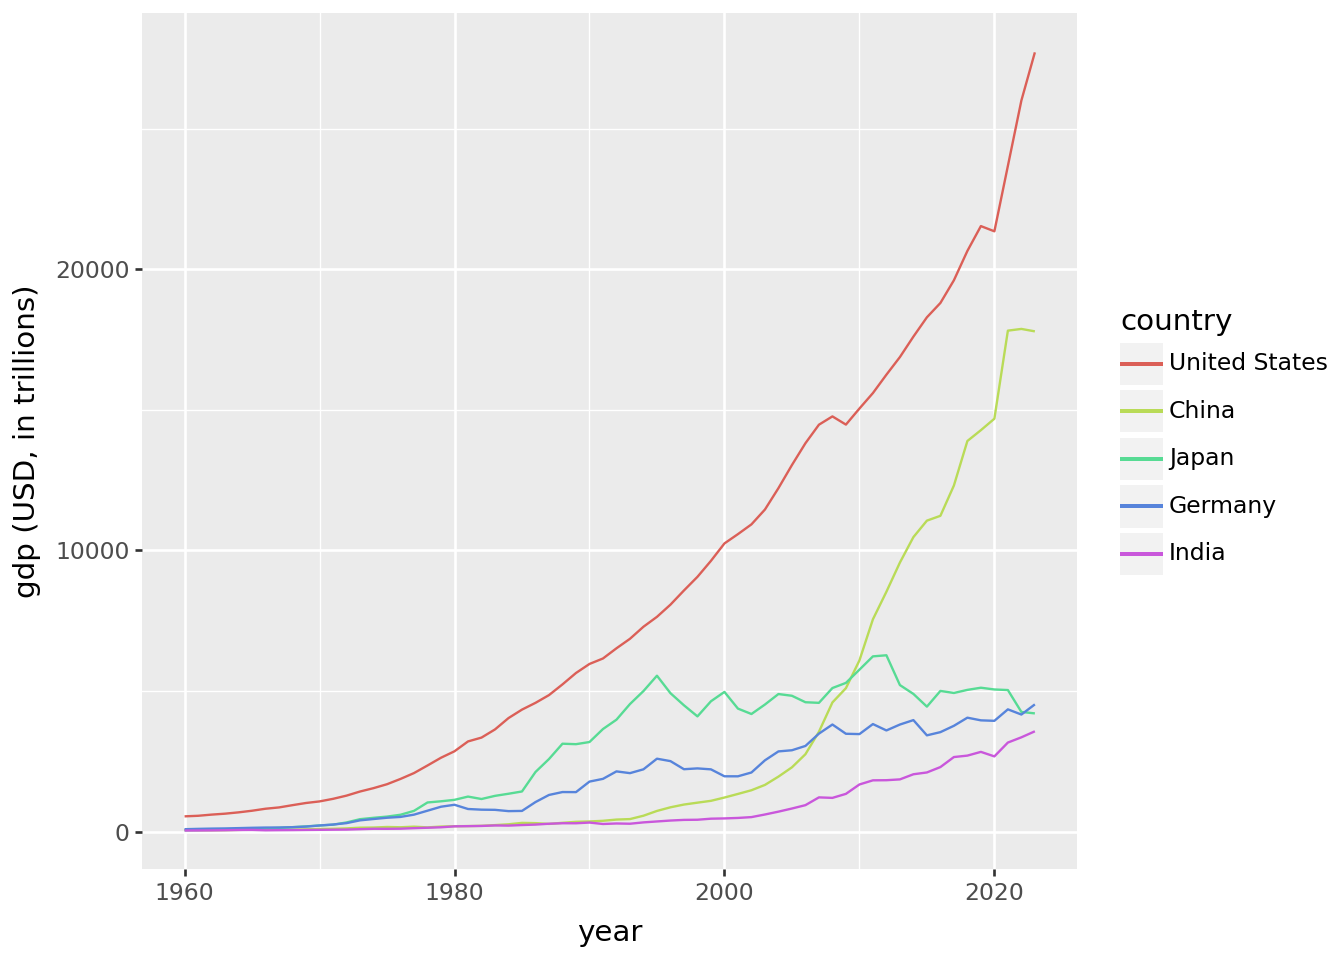 gdp (USD, in trillions)
20000
10000
0
1960
1980
2000
2020
year
country
United States
China
Japan
Germany
India